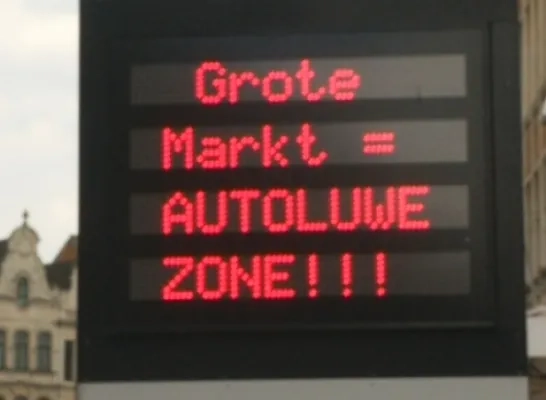 Grote
Markt =
AUTOLUWE
ZONE!!!